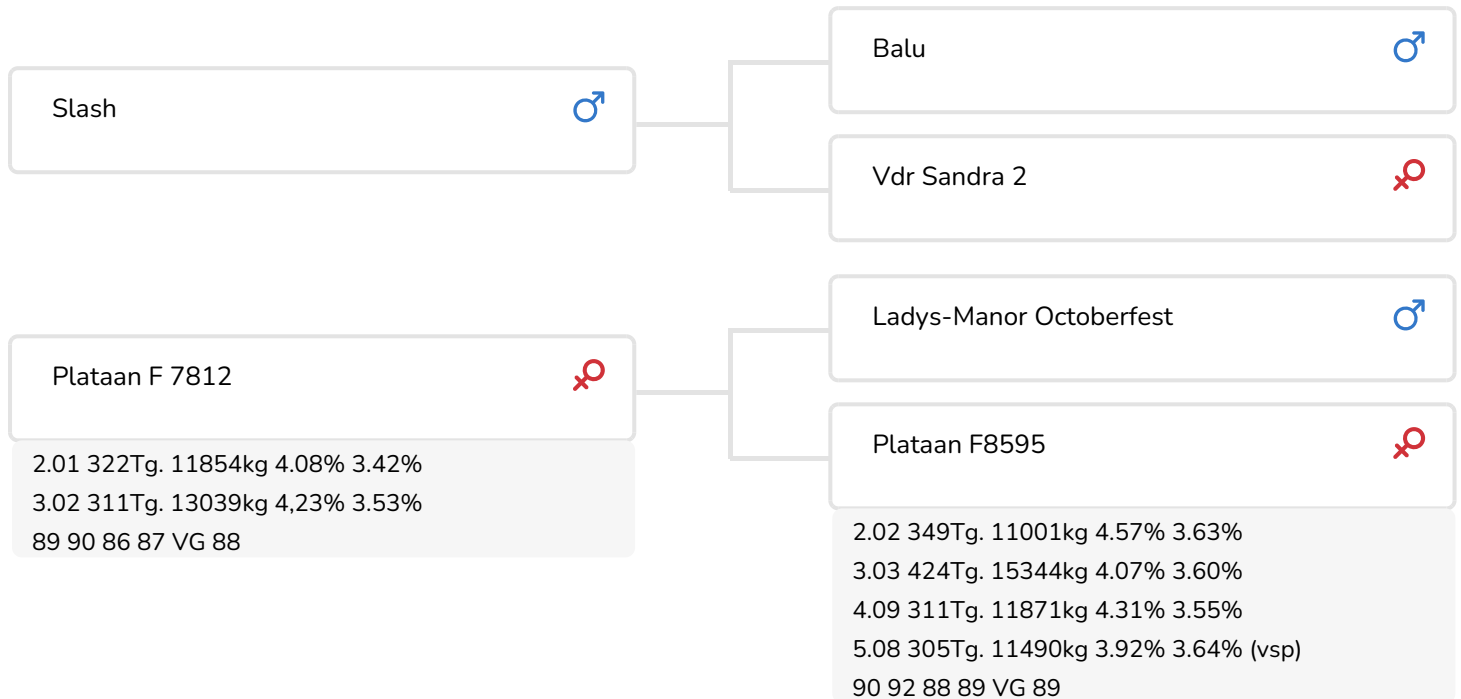 Slash
Balu
Vdr Sandra 2
Plataan F 7812
2.01 322Tg. 11854kg 4.08% 3.42%
3.02 311Tg. 13039kg 4,23% 3.53%
89 90 86 87 VG 88
Ladys-Manor Octoberfest
Plataan F8595
2.02 349Tg. 11001kg 4.57% 3.63%
3.03 424Tg. 15344kg 4.07% 3.60%
4.09 311Tg. 11871kg 4.31% 3.55%
5.08 305Tg. 11490kg 3.92% 3.64% (vsp)
90 92 88 89 VG 89